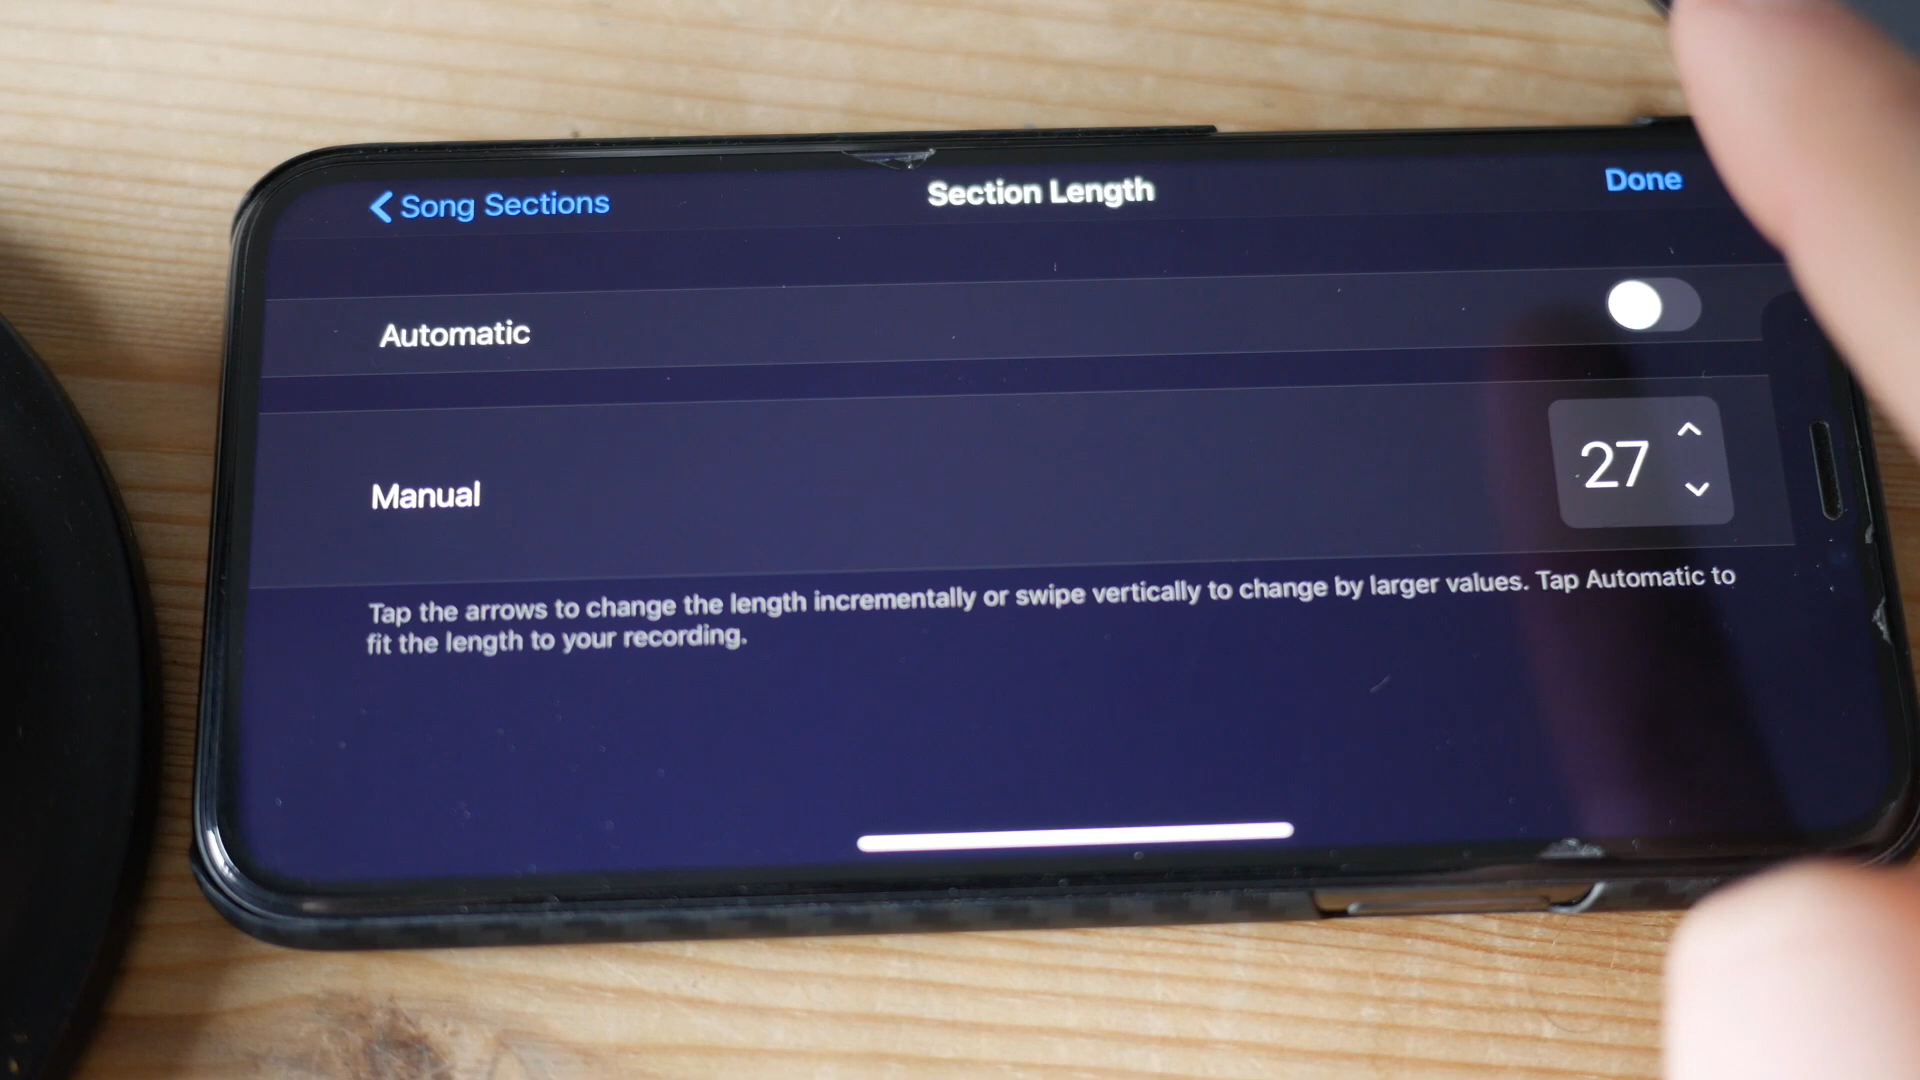 Song Sections
Section Length
Done
Automatic
Manual
27
Tap the arrows to change the length incrementally or swipe vertically to change by larger values. Tap Automatic to
fit the length to your recording.